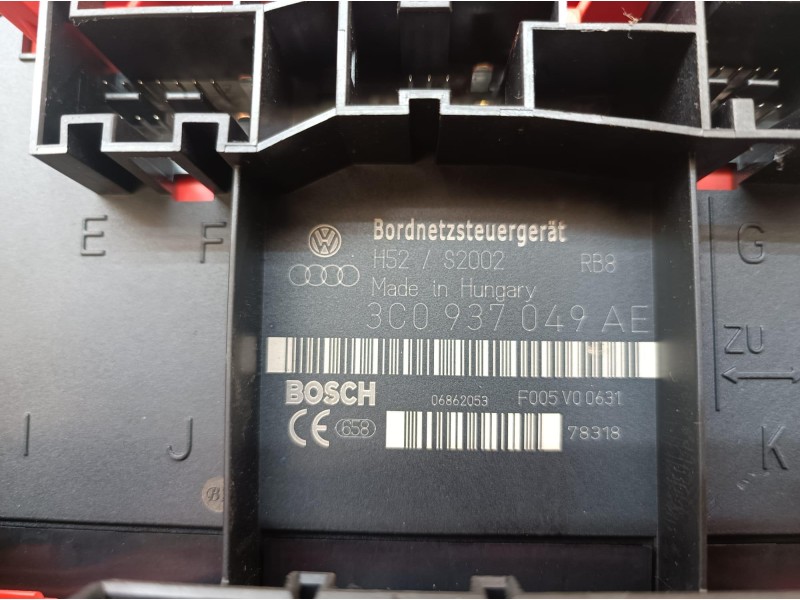 E F
Bordnetzsteuergerät
H52 / S2002 RB8
Made in Hungary
3C0 937 049 AE
G
ZU
BOSCH
06862053 F005 V0 0631
CE 658
78318
I J
K